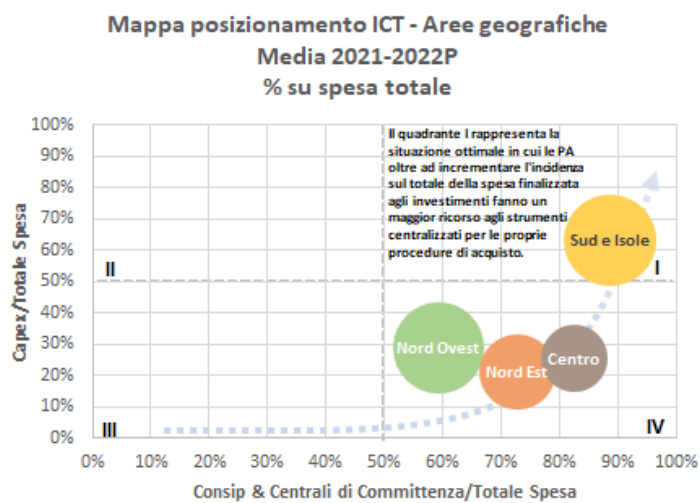 Mappa posizionamento ICT - Aree geografiche
Media 2021-2022P
% su spesa totale
Capex/Totale Spesa
100%
90%
80%
70%
60%
50%
40%
30%
20%
10%
0%
Il quadrante I rappresenta la
situazione ottimale in cui le PA
oltre ad incrementare l'incidenza
sul totale della spesa finalizzata
agli investimenti fanno un
maggior ricorso agli strumenti
centralizzati per le proprie
procedure di acquisto.
Sud e Isole
II
I
Nord Ovest
Nord Est
Centro
III
IV
0% 10% 20% 30% 40% 50% 60% 70% 80% 90% 100%
Consip & Centrali di Committenza/Totale Spesa